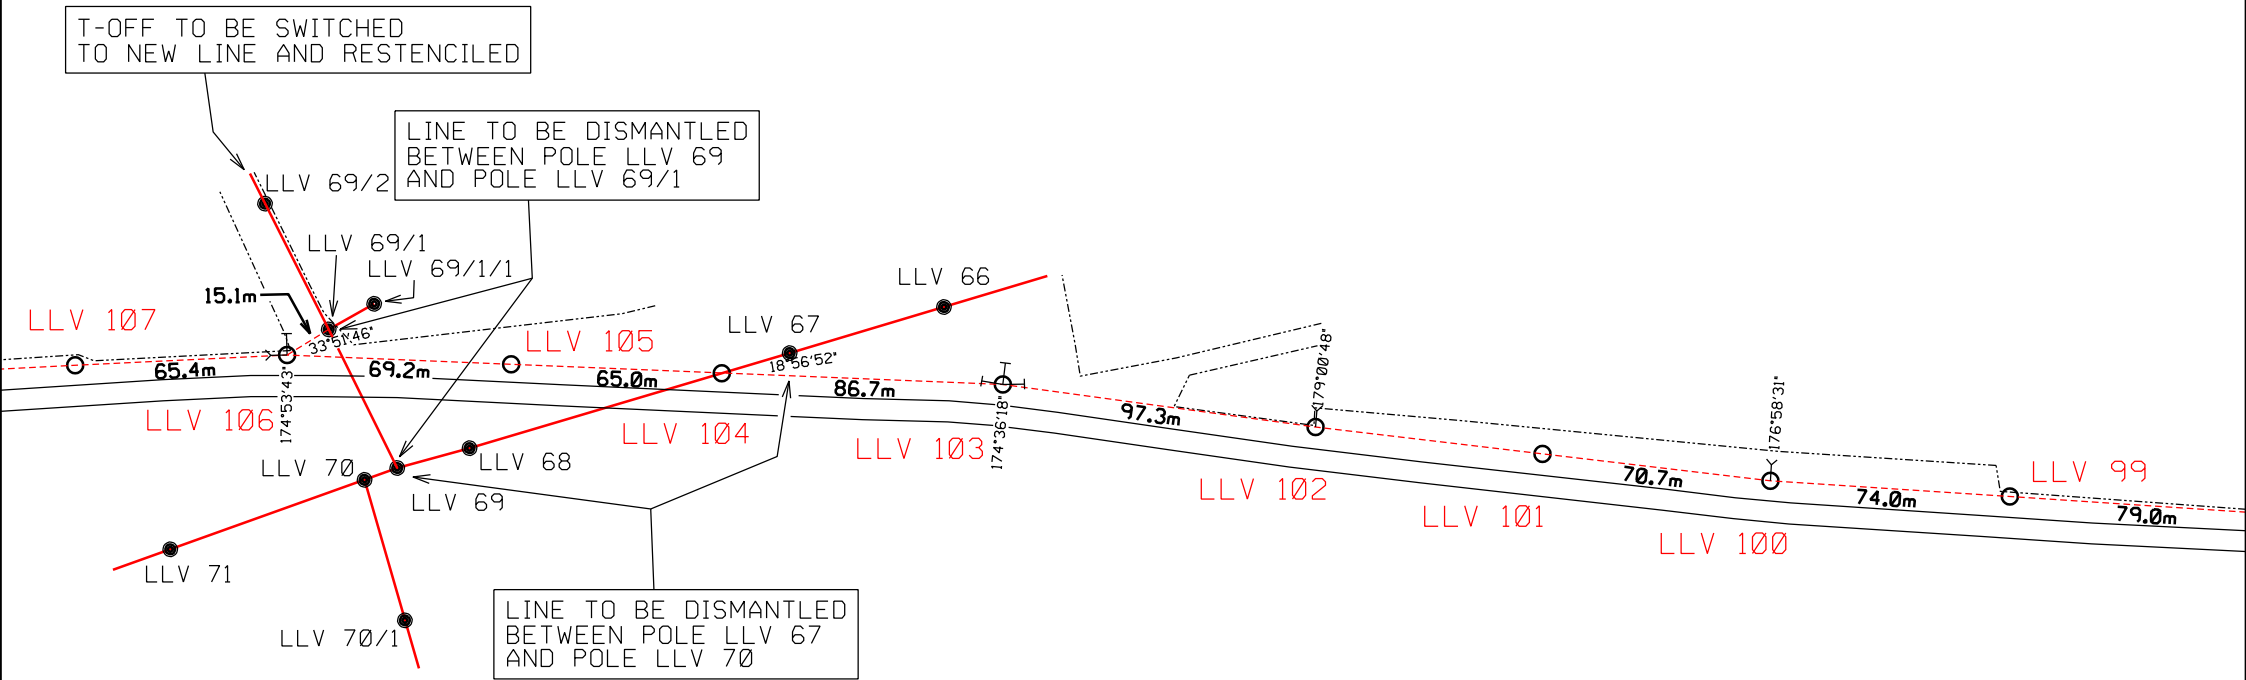 T-OFF TO BE SWITCHED
TO NEW LINE AND RESTENCILED
LINE TO BE DISMANTLED
BETWEEN POLE LLV 69
AND POLE LLV 69/1
LLV 69/2
LLV 69/1
LLV 69/1/1
15.1m
LLV 66
LLV 107
LLV 67
LLV 105
33°51'46"
18°56'52"
179°00'48"
65.4m
69.2m
65.0m
86.7m
97.3m
174°53'43"
174°36'18"
176°58'31"
LLV 106
LLV 104
LLV 103
LLV 70
LLV 68
LLV 69
LLV 102
70.7m
LLV 99
74.0m
79.0m
LLV 101
LLV 100
LLV 71
LLV 70/1
LINE TO BE DISMANTLED
BETWEEN POLE LLV 67
AND POLE LLV 70